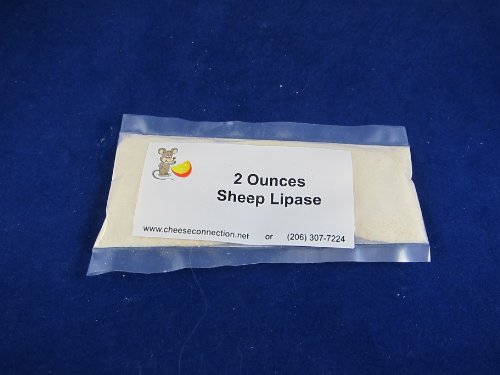 2 Ounces
Sheep Lipase
www.cheeseconnection.net or (206) 307-7224